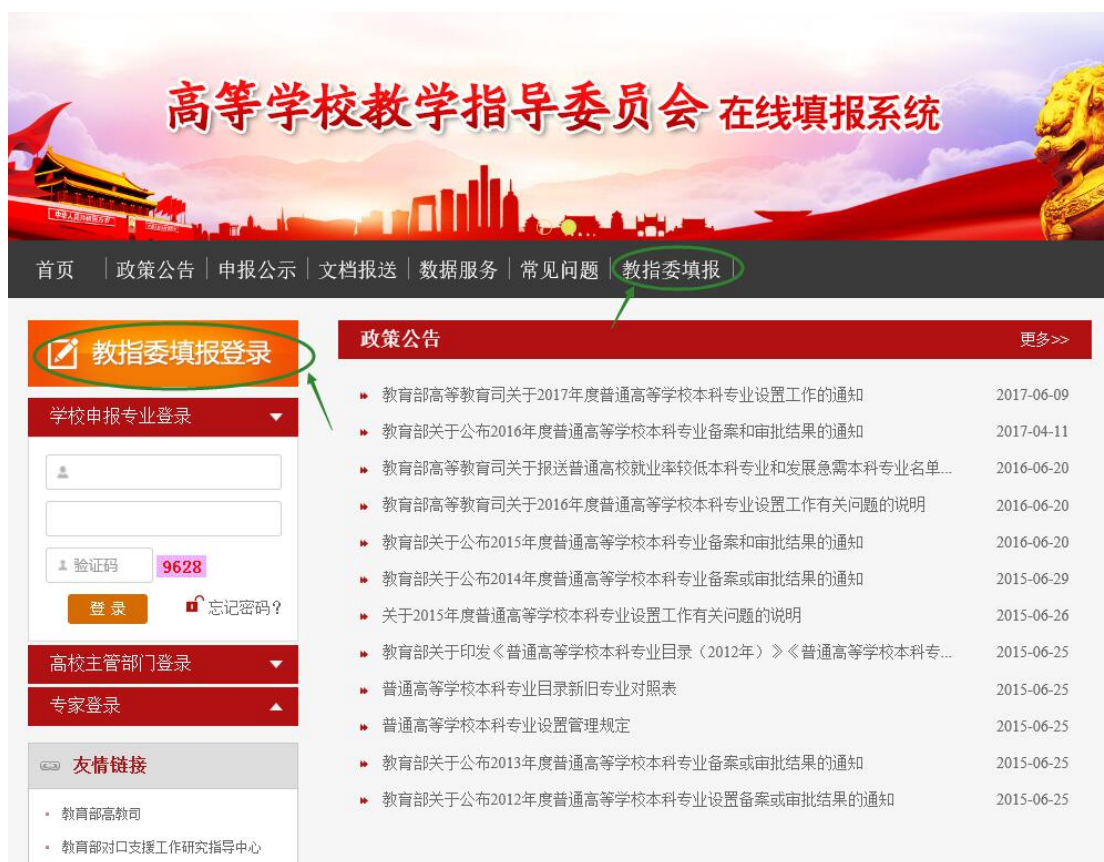 高等学校教学指导委员会 在线填报系统
首页 政策公告 申报公示 文档报送 数据服务 常见问题 教指委填报
教指委填报登录
学校申报专业登录
验证码 9628
登录 忘记密码?
高校主管部门登录
专家登录
友情链接
教育部高教司
教育部对口支援工作研究指导中心
政策公告 更多>>
教育部高等教育司关于2017年度普通高等学校本科专业设置工作的通知 2017-06-09
教育部关于公布2016年度普通高等学校本科专业备案和审批结果的通知 2017-04-11
教育部高等教育司关于报送普通高校就业率较低本科专业和发展急需本科专业名单... 2016-06-20
教育部高等教育司关于2016年度普通高等学校本科专业设置工作有关问题的说明 2016-06-20
教育部关于公布2015年度普通高等学校本科专业备案和审批结果的通知 2016-06-20
教育部关于公布2014年度普通高等学校本科专业备案或审批结果的通知 2015-06-29
关于2015年度普通高等学校本科专业设置工作有关问题的说明 2015-06-26
教育部关于印发《普通高等学校本科专业目录（2012年）》《普通高等学校本科专... 2015-06-25
普通高等学校本科专业目录新旧专业对照表 2015-06-25
普通高等学校本科专业设置管理规定 2015-06-25
教育部关于公布2013年度普通高等学校本科专业备案或审批结果的通知 2015-06-25
教育部关于公布2012年度普通高等学校本科专业设置备案或审批结果的通知 2015-06-25